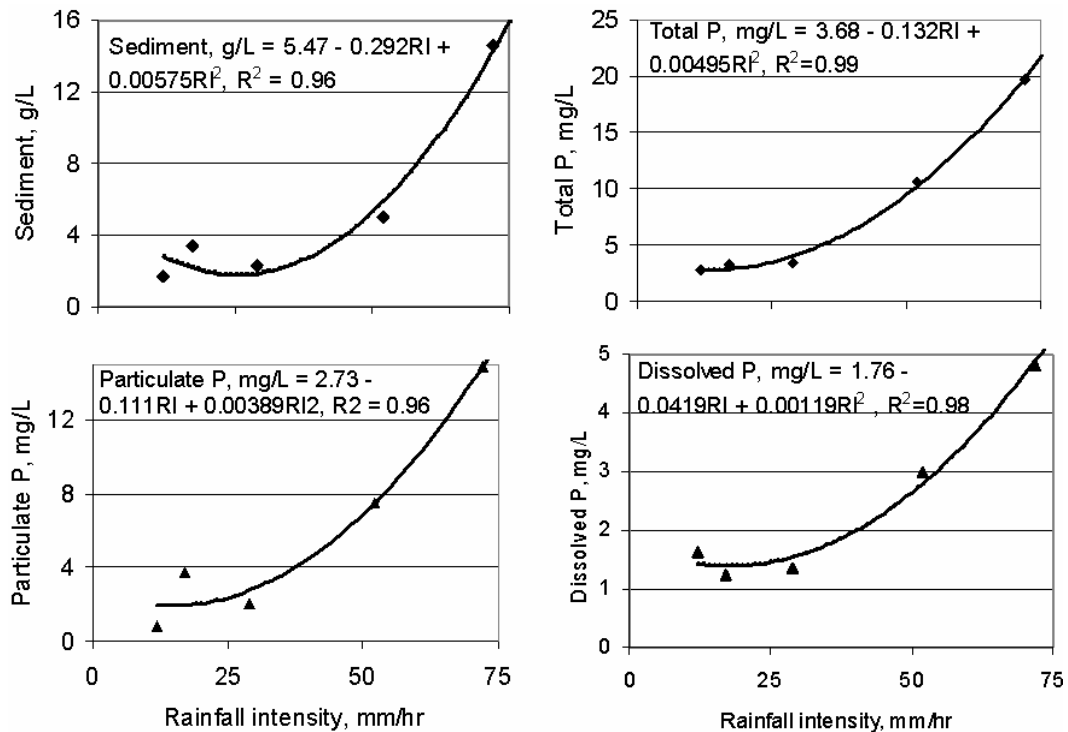 Sediment, g/L = 5.47 - 0.292RI +
0.00575RI², R² = 0.96
Sediment, g/L
16
12
8
4
0
Total P, mg/L = 3.68 - 0.132RI +
0.00495RI², R²=0.99
Total P, mg/L
25
20
15
10
5
0
Particulate P, mg/L = 2.73 -
0.111RI + 0.00389RI2, R2 = 0.96
Particulate P, mg/L
12
8
4
0
0 25 50 75
Rainfall intensity, mm/hr
Dissolved P, mg/L = 1.76 -
0.0419RI + 0.00119RI² , R²=0.98
Dissolved P, mg/L
5
4
3
2
1
0
0 25 50 75
Rainfall intensity, mm/hr